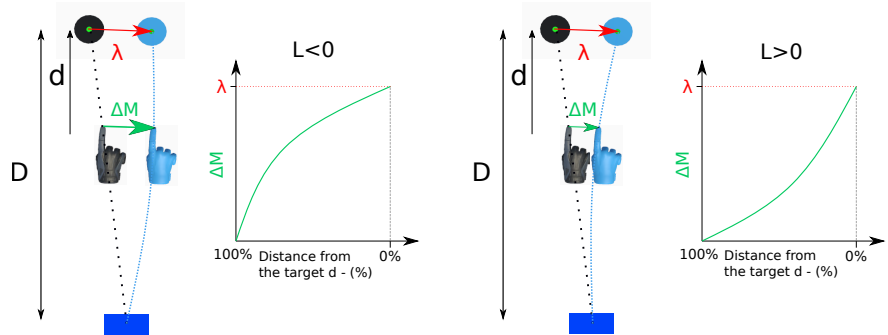 λ
d
ΔM
D
L<0
λ
ΔM
100%
0%
Distance from
the target d - (%)
λ
d
ΔM
D
L>0
λ
ΔM
100%
0%
Distance from
the target d - (%)